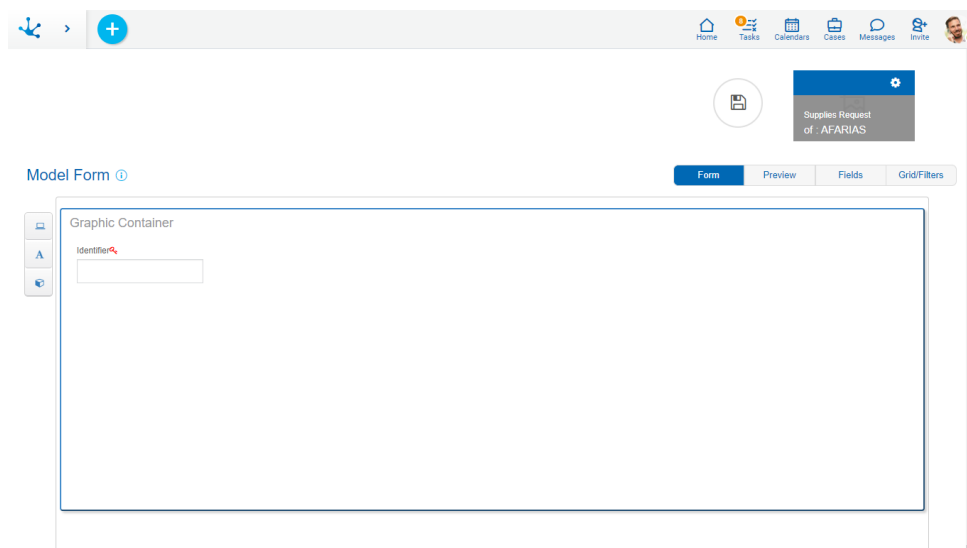 Home
Tasks
Calendars
Cases
Messages
Invite
Supplies Request
of : AFARIAS
Model Form
Form
Preview
Fields
Grid/Filters
Graphic Container
Identifier
A